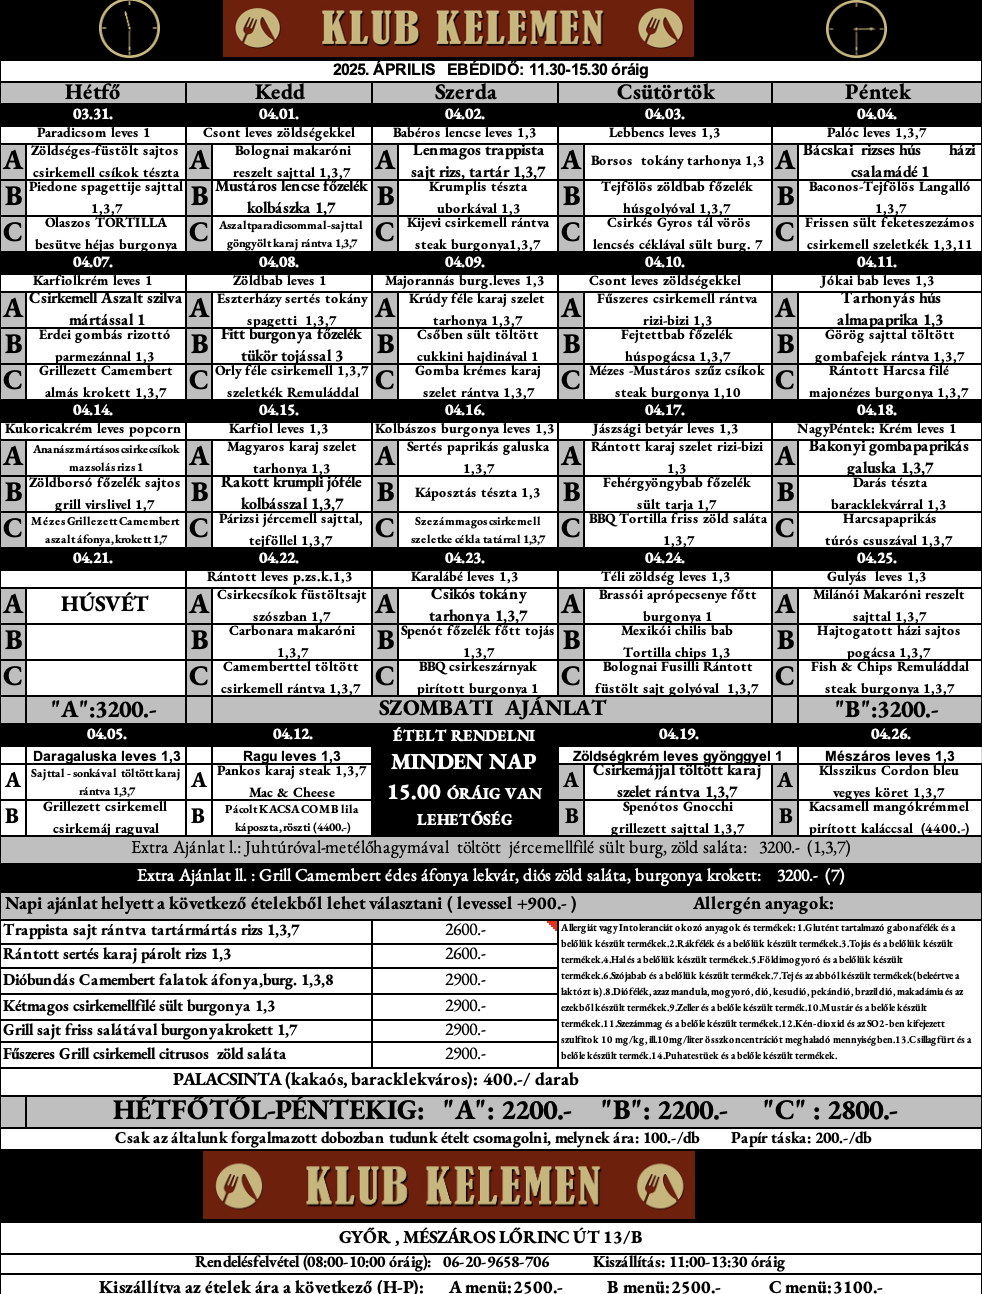 KLUB KELEMEN
2025. ÁPRILIS EBÉDIDŐ: 11.30-15.30 óráig
Hétfő Kedd Szerda Csütörtök Péntek
03.31. 04.01. 04.02. 04.03. 04.04.
Paradicsom leves 1 Csont leves zöldségekkel Babéros lencse leves 1,3 Lebbencs leves 1,3 Palóc leves 1,3,7
A Zöldséges-füstölt sajtos A Bolognai makaróni A Lenmagos trappista A Borsos tokány tarhonya 1,3 A Bácskai rizses hús házi
csirkemell csíkok tészta reszelt sajttal 1,3,7 sajt rizs, tartár 1,3,7 csalamádé 1
B Piedone spagettije sajttal B Mustáros lencse főzelék B Krumplis tészta B Tejfölös zöldbab főzelék B Baconos-Tejfölös Langalló
1,3,7 kolbászka 1,7 uborkával 1,3 húsgolyóval 1,3,7 1,3,7
C Olaszos TORTILLA C Aszaltparadicsommal-sajttal C Kijevi csirkemell rántva C Csirkés Gyros tál vörös C Frissen sült feketeszezámos
besütve héjas burgonya göngyölt karaj rántva 1,3,7 steak burgonya1,3,7 lencsés céklával sült burg. 7 csirkemell szeletkék 1,3,11
04.07. 04.08. 04.09. 04.10. 04.11.
Karfiolkrém leves 1 Zöldbab leves 1 Majorannás burg.leves 1,3 Csont leves zöldségekkel Jókai bab leves 1,3
A Csirkemell Aszalt szilva A Eszterházy sertés tokány A Krúdy féle karaj szelet A Fűszeres csirkemell rántva A Tarhonyás hús
mártással 1 spagetti 1,3,7 tarhonya 1,3,7 rizi-bizi 1,3 almapaprika 1,3
B Erdei gombás rizottó B Fitt burgonya főzelék B Csőben sült töltött B Fejtettbab főzelék B Görög sajttal töltött
parmezánnal 1,3 tükör tojással 3 cukkini hajdinával 1 húspogácsa 1,3,7 gombafejek rántva 1,3,7
C Grillezett Camembert C Orly féle csirkemell 1,3,7 C Gomba krémes karaj C Mézes -Mustáros szűz csíkok C Rántott Harcsa filé
almás krokett 1,3,7 szeletkék Remuláddal szelet rántva 1,3,7 steak burgonya 1,10 majonézes burgonya 1,3,7
04.14. 04.15. 04.16. 04.17. 04.18.
Kukoricakrém leves popcorn Karfiol leves 1,3 Kolbászos burgonya leves 1,3 Jászsági betyár leves 1,3 NagyPéntek: Krém leves 1
A Ananászmártásos csirkecsíkok A Magyaros karaj szelet A Sertés paprikás galuska A Rántott karaj szelet rizi-bizi A Bakonyi gombapaprikás
mazsolás rizs 1 tarhonya 1,3 1,3,7 1,3 galuska 1,3,7
B Zöldborsó főzelék sajtos B Rakott krumpli jóféle B Káposztás tészta 1,3 B Fehérgyöngybab főzelék B Darás tészta
grill virslivel 1,7 kolbásszal 1,3,7 sült tarja 1,7 baracklekvárral 1,3
C Mézes Grillezett Camembert C Párizsi jércemell sajttal, C Szezámmagos csirkemell C BBQ Tortilla friss zöld saláta C Harcsapaprikás
aszalt áfonya, krokett 1,7 tejföllel 1,3,7 szeletke cékla tatárral 1,3,7 1,3,7 túrós csuszával 1,3,7
04.21. 04.22. 04.23. 04.24. 04.25.
Rántott leves p.zs.k.1,3 Karalábé leves 1,3 Téli zöldség leves 1,3 Gulyás leves 1,3
A HÚSVÉT A Csirkecsíkok füstöltsajt A Csikós tokány A Brassói aprópecsenye főtt A Milánói Makaróni reszelt
szószban 1,7 tarhonya 1,3,7 burgonya 1 sajttal 1,3,7
B B Carbonara makaróni B Spenót főzelék főtt tojás B Mexikói chilis bab B Hajtogatott házi sajtos
1,3,7 1,3,7 Tortilla chips 1,3 pogácsa 1,3,7
C C Camemberttel töltött C BBQ csirkeszárnyak C Bolognai Fusilli Rántott C Fish & Chips Remuláddal
csirkemell rántva 1,3,7 pirított burgonya 1 füstölt sajt golyóval 1,3,7 steak burgonya 1,3,7
"A":3200.- SZOMBATI AJÁNLAT "B":3200.-
04.05. 04.12. ÉTELT RENDELNI 04.19. 04.26.
Daragaluska leves 1,3 Ragu leves 1,3 MINDEN NAP Zöldségkrém leves gyönggyel 1 Mészáros leves 1,3
A Sajttal - sonkával töltött karaj A Pankos karaj steak 1,3,7 A Csirkemájjal töltött karaj A Klsszikus Cordon bleu
rántva 1,3,7 Mac & Cheese 15.00 ÓRÁIG VAN szelet rántva 1,3,7 vegyes köret 1,3,7
B Grillezett csirkemell B Pácolt KACSA COMB lila LEHETŐSÉG B Spenótos Gnocchi B Kacsamell mangókrémmel
csirkemáj raguval káposzta, röszti (4400.-) grillezett sajttal 1,3,7 pirított kaláccsal (4400.-)
Extra Ajánlat l.: Juhtúróval-metélőhagymával töltött jércemellfilé sült burg, zöld saláta: 3200.- (1,3,7)
Extra Ajánlat ll. : Grill Camembert édes áfonya lekvár, diós zöld saláta, burgonya krokett: 3200.- (7)
Napi ajánlat helyett a következő ételekből lehet választani ( levessel +900.- ) Allergén anyagok:
Trappista sajt rántva tartármártás rizs 1,3,7 2600.-
Rántott sertés karaj párolt rizs 1,3 2600.-
Dióbundás Camembert falatok áfonya,burg. 1,3,8 2900.-
Kétmagos csirkemellfilé sült burgonya 1,3 2900.-
Grill sajt friss salátával burgonyakrokett 1,7 2900.-
Fűszeres Grill csirkemell citrusos zöld saláta 2900.-
Allergiát vagy Intoleranciát okozó anyagok és termékek: 1.Glutént tartalmazó gabonafélék és a
belőlük készült termékek.2.Rákfélék és a belőlük készült termékek.3.Tojás és a belőlük készült
termékek.4.Hal és a belőlük készült termékek.5.Földimogyoró és a belőlük készült
termékek.6.Szójabab és a belőlük készült termékek.7.Tej és az abból készült termékek( beleértve a
laktózt is).8.Diófélék, azaz mandula, mogyoró, dió, kesudió, pekándió, brazil dió, makadámia és az
ezekből készült termékek.9.Zeller és a belőle készült termék.10.Mustár és a belőle készült
termékek.11.Szezámmag és a belőle készült termékek.12.Kén-dioxid és az SO2-ben kifejezett
szulfitok 10 mg/kg, ill.10mg/liter összkoncentrációt meghaladó mennyiségben.13.Csillagfürt és a
belőle készült termék.14.Puhatestüek és a belőle készült termékek.
PALACSINTA (kakaós, baracklekváros): 400.-/ darab
HÉTFŐTŐL-PÉNTEKIG: "A": 2200.- "B": 2200.- "C" : 2800.-
Csak az általunk forgalmazott dobozban tudunk ételt csomagolni, melynek ára: 100.-/db Papír táska: 200.-/db
KLUB KELEMEN
GYŐR , MÉSZÁROS LŐRINC ÚT 13/B
Rendelésfelvétel (08:00-10:00 óráig): 06-20-9658-706 Kiszállítás: 11:00-13:30 óráig
Kiszállítva az ételek ára a következő (H-P): A menü:2500.- B menü:2500.- C menü:3100.-